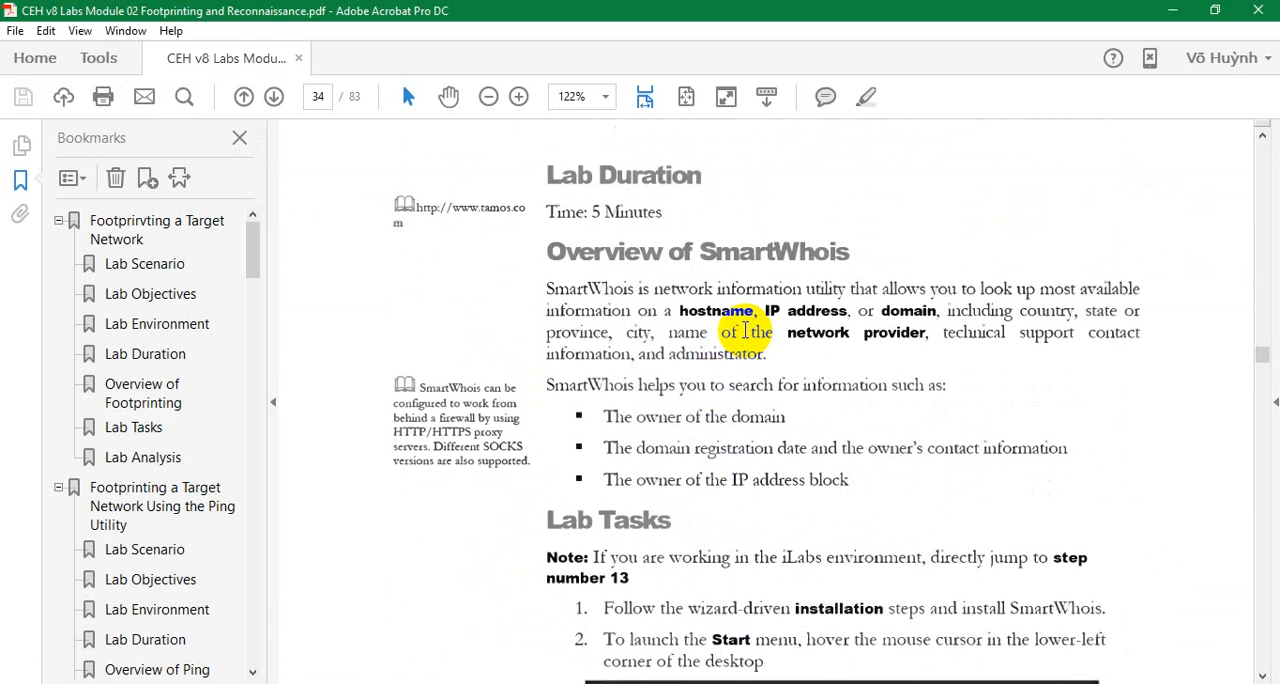 CEH v8 Labs Module 02 Footprinting and Reconnaissance.pdf - Adobe Acrobat Pro DC
File Edit View Window Help
Home Tools CEH v8 Labs Modu... × Võ Huỳnh
34 / 83 122%
Bookmarks
Footprirvting a Target
Network
Lab Scenario
Lab Objectives
Lab Environment
Lab Duration
Overview of
Footprinting
Lab Tasks
Lab Analysis
Footprinting a Target
Network Using the Ping
Utility
Lab Scenario
Lab Objectives
Lab Environment
Lab Duration
Overview of Ping
http://www.tamos.co
m
SmartWhois can be
configured to work from
behind a firewall by using
HTTP/HTTPS proxy
servers. Different SOCKS
versions are also supported.
Lab Duration
Time: 5 Minutes
Overview of SmartWhois
SmartWhois is network information utility that allows you to look up most available
information on a hostname, IP address, or domain, including country, state or
province, city, name of the network provider, technical support contact
information, and administrator.
SmartWhois helps you to search for information such as:
▪ The owner of the domain
▪ The domain registration date and the owner's contact information
▪ The owner of the IP address block
Lab Tasks
Note: If you are working in the iLabs environment, directly jump to step
number 13
1. Follow the wizard-driven installation steps and install SmartWhois.
2. To launch the Start menu, hover the mouse cursor in the lower-left
corner of the desktop